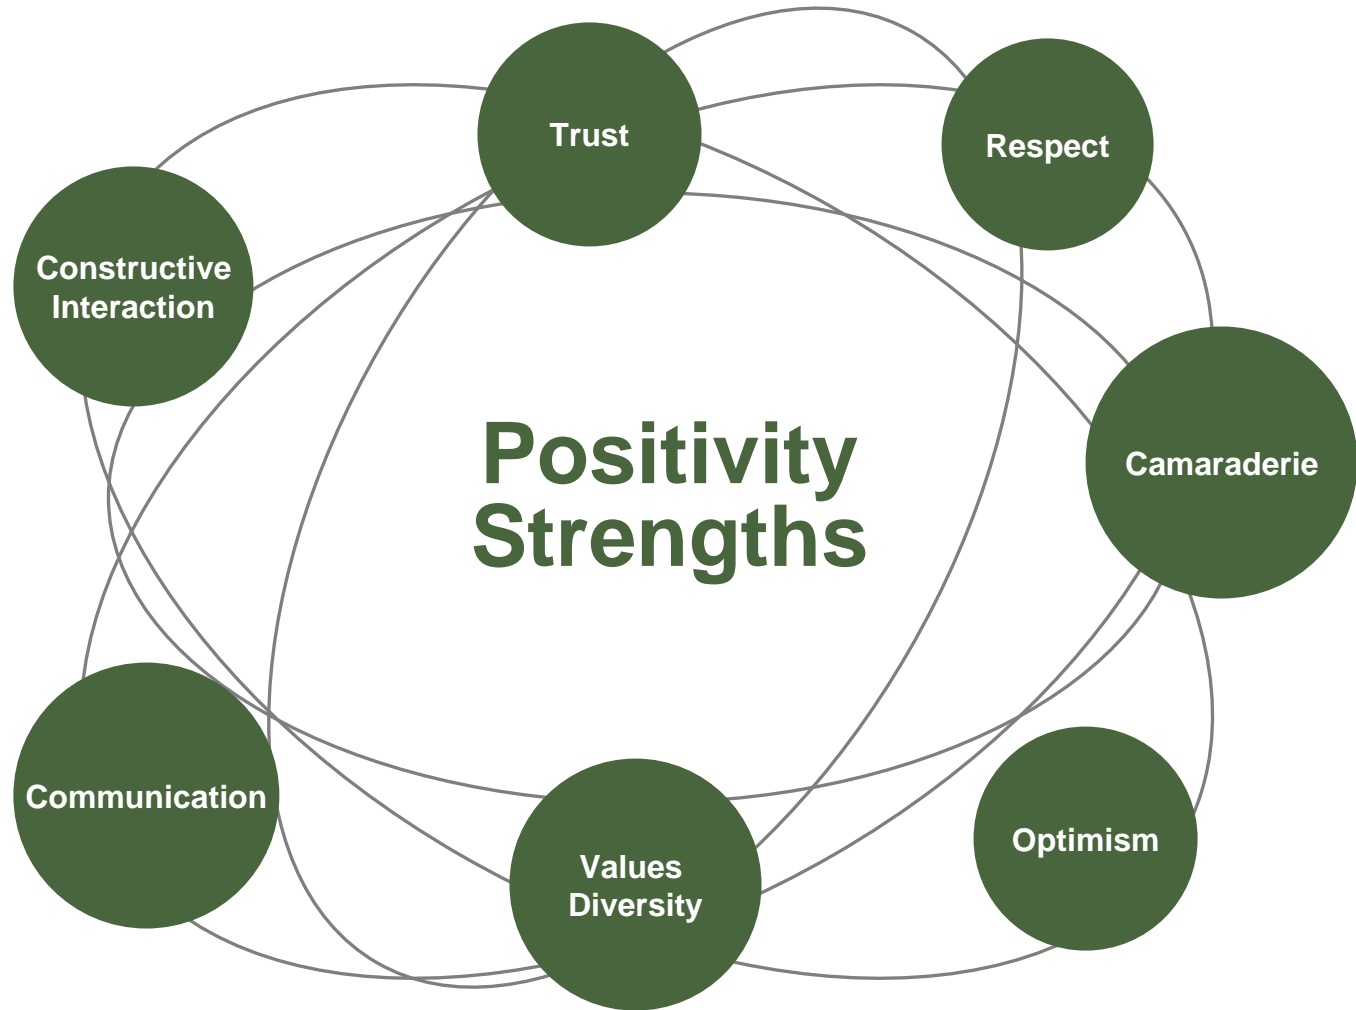 Trust
Respect
Constructive
Interaction
Positivity
Strengths
Camaraderie
Communication
Values
Diversity
Optimism